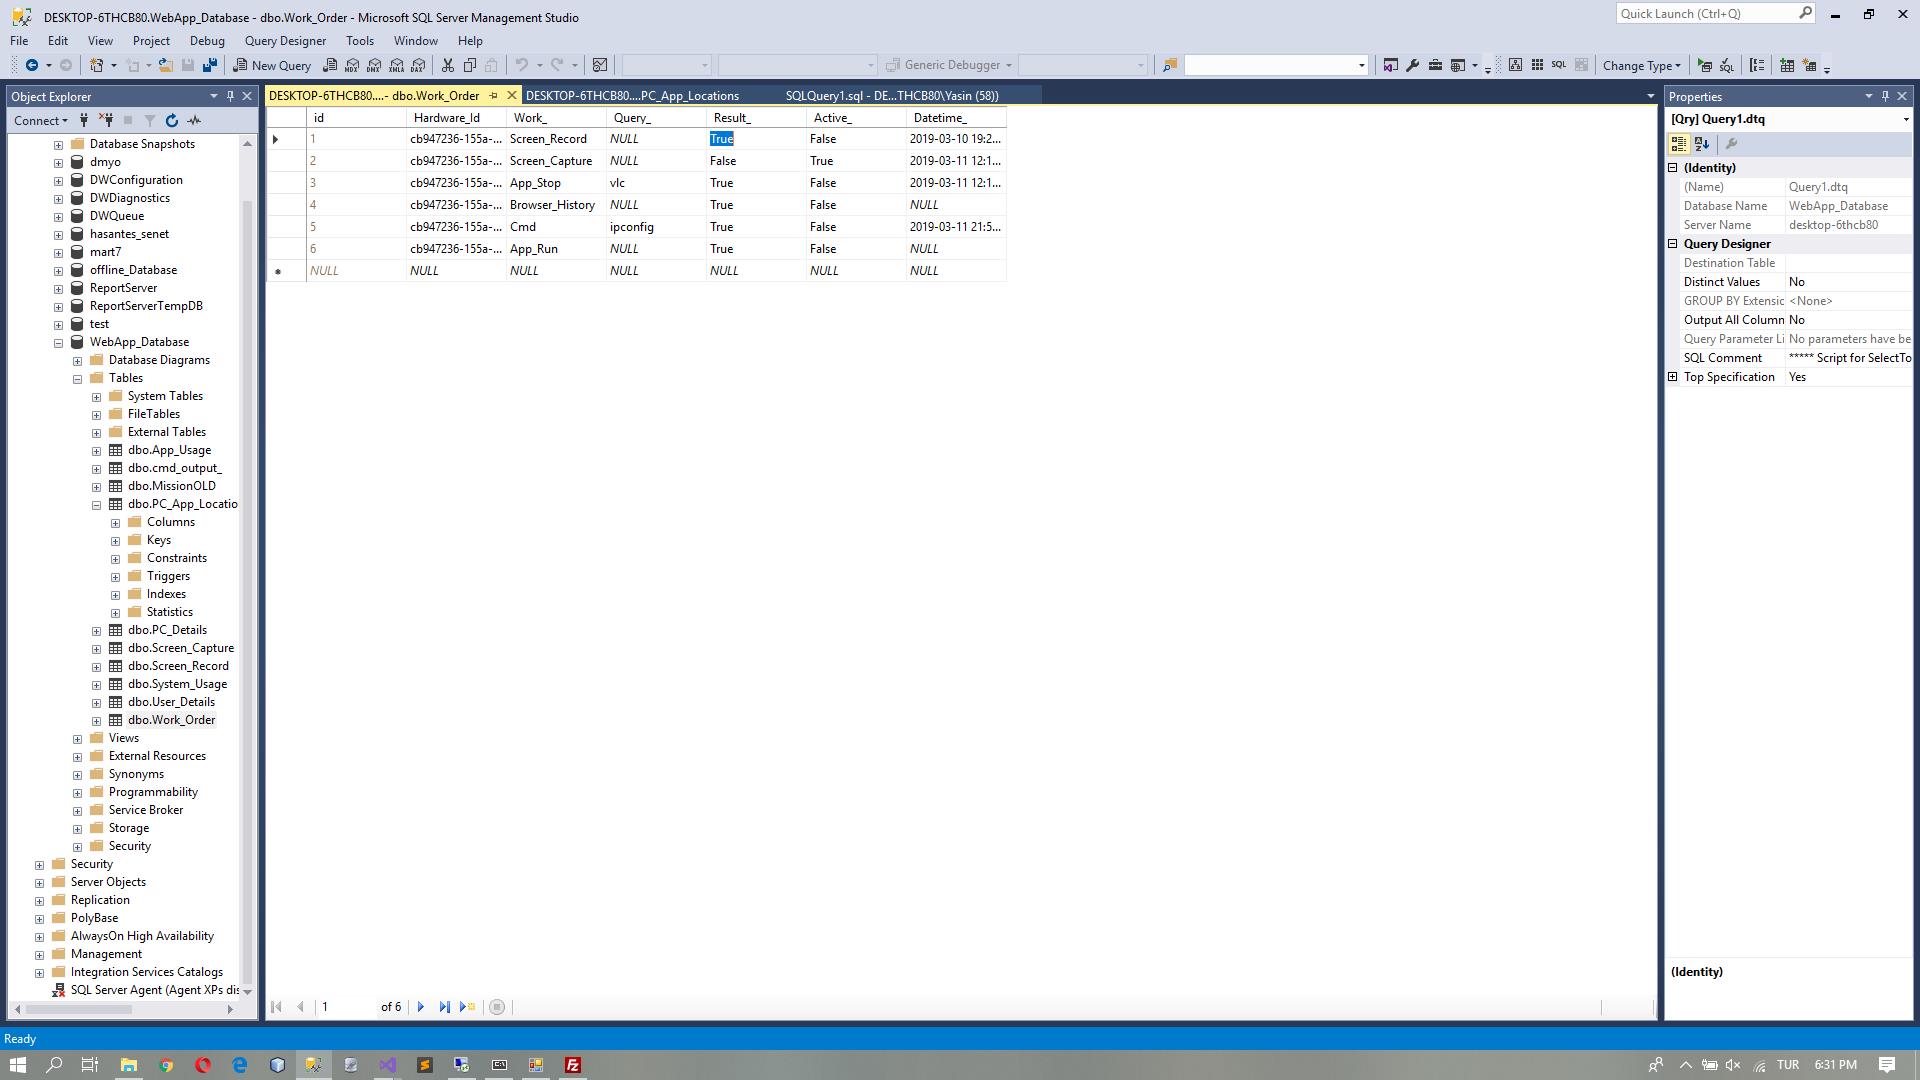 DESKTOP-6THCB80.WebApp_Database - dbo.Work_Order - Microsoft SQL Server Management Studio
Quick Launch (Ctrl+Q)
File Edit View Project Debug Query Designer Tools Window Help
New Query
MDX DMX XMLA DAX
Generic Debugger
SQL
Change Type
Object Explorer
Connect
Database Snapshots
dmyo
DWConfiguration
DWDiagnostics
DWQueue
hasantes_senet
mart7
offline_Database
ReportServer
ReportServerTempDB
test
WebApp_Database
Database Diagrams
Tables
System Tables
FileTables
External Tables
dbo.App_Usage
dbo.cmd_output_
dbo.MissionOLD
dbo.PC_App_Locatio
Columns
Keys
Constraints
Triggers
Indexes
Statistics
dbo.PC_Details
dbo.Screen_Capture
dbo.Screen_Record
dbo.System_Usage
dbo.User_Details
dbo.Work_Order
Views
External Resources
Synonyms
Programmability
Service Broker
Storage
Security
Security
Server Objects
Replication
PolyBase
AlwaysOn High Availability
Management
Integration Services Catalogs
SQL Server Agent (Agent XPs dis
DESKTOP-6THCB80....- dbo.Work_Order DESKTOP-6THCB80....PC_App_Locations SQLQuery1.sql - DE...THCB80\Yasin (58))
id Hardware_Id Work_ Query_ Result_ Active_ Datetime_
1 cb947236-155a-... Screen_Record NULL True False 2019-03-10 19:2...
2 cb947236-155a-... Screen_Capture NULL False True 2019-03-11 12:1...
3 cb947236-155a-... App_Stop vlc True False 2019-03-11 12:1...
4 cb947236-155a-... Browser_History NULL True False NULL
5 cb947236-155a-... Cmd ipconfig True False 2019-03-11 21:5...
6 cb947236-155a-... App_Run NULL True False NULL
NULL NULL NULL NULL NULL NULL NULL
1 of 6
Properties
[Qry] Query1.dtq
(Identity)
(Name) Query1.dtq
Database Name WebApp_Database
Server Name desktop-6thcb80
Query Designer
Destination Table
Distinct Values No
GROUP BY Extensic <None>
Output All Column No
Query Parameter Li No parameters have be
SQL Comment ***** Script for SelectTo
Top Specification Yes
(Identity)
Ready
TUR 6:31 PM